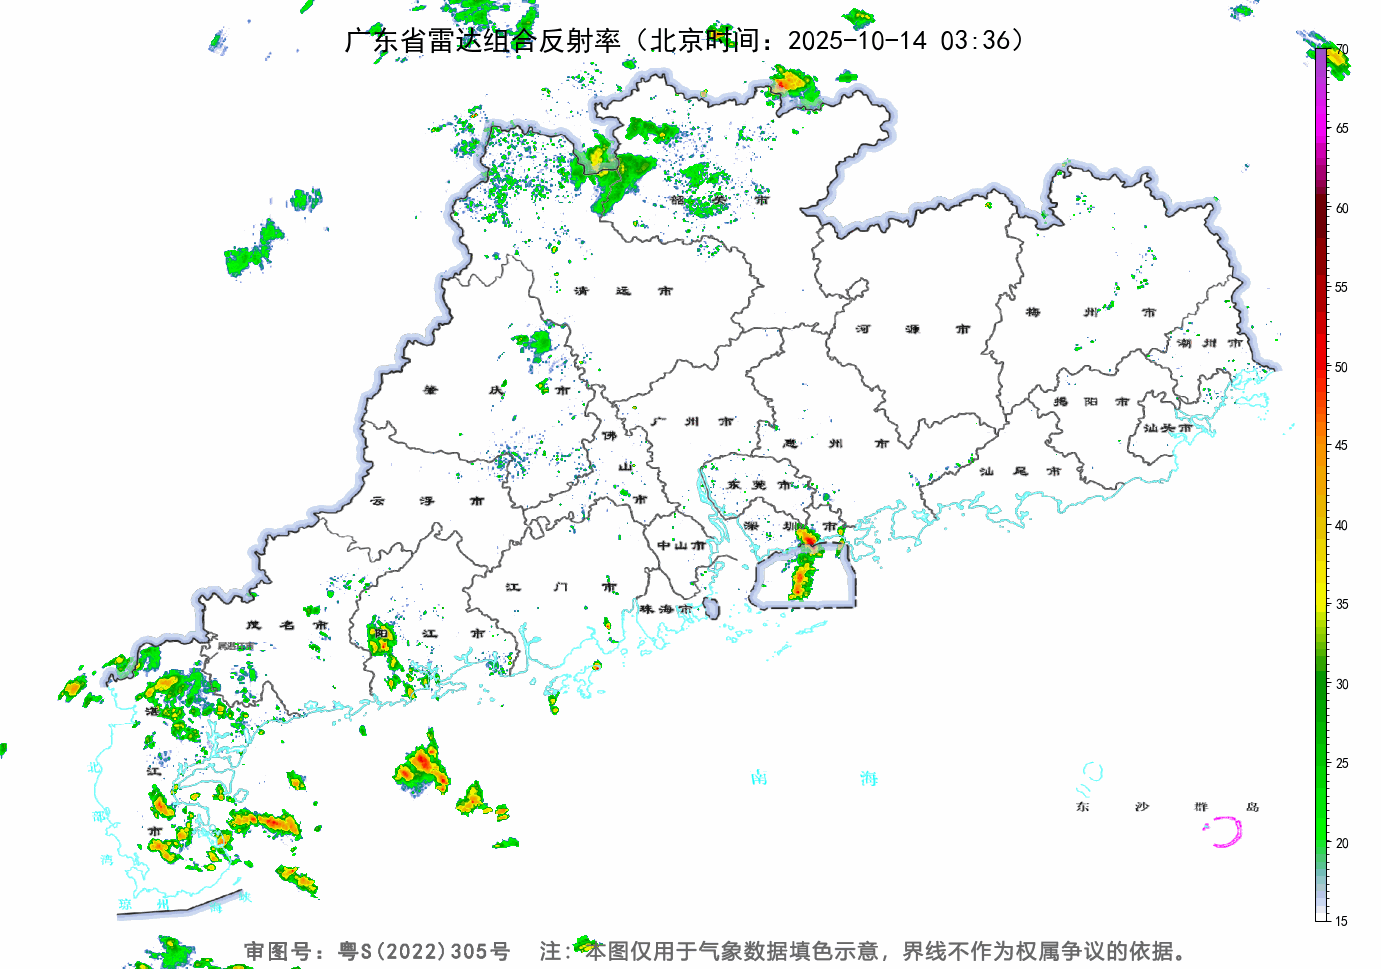 广东省雷达组合反射率（北京时间：2025-10-14 03:36）
70
65
60
55
50
45
40
35
30
25
20
15
韶关市
清远市
河源市
梅州市
潮州市
肇庆市
广州市
惠州市
揭阳市
汕头市
佛山市
云浮市
东莞市
汕尾市
深圳市
中山市
江门市
珠海市
茂名市
阳江市
湛江市
北部湾
南海
东沙群岛
琼州海峡
审图号：粤S(2022)305号 注：本图仅用于气象数据填色示意，界线不作为权属争议的依据。